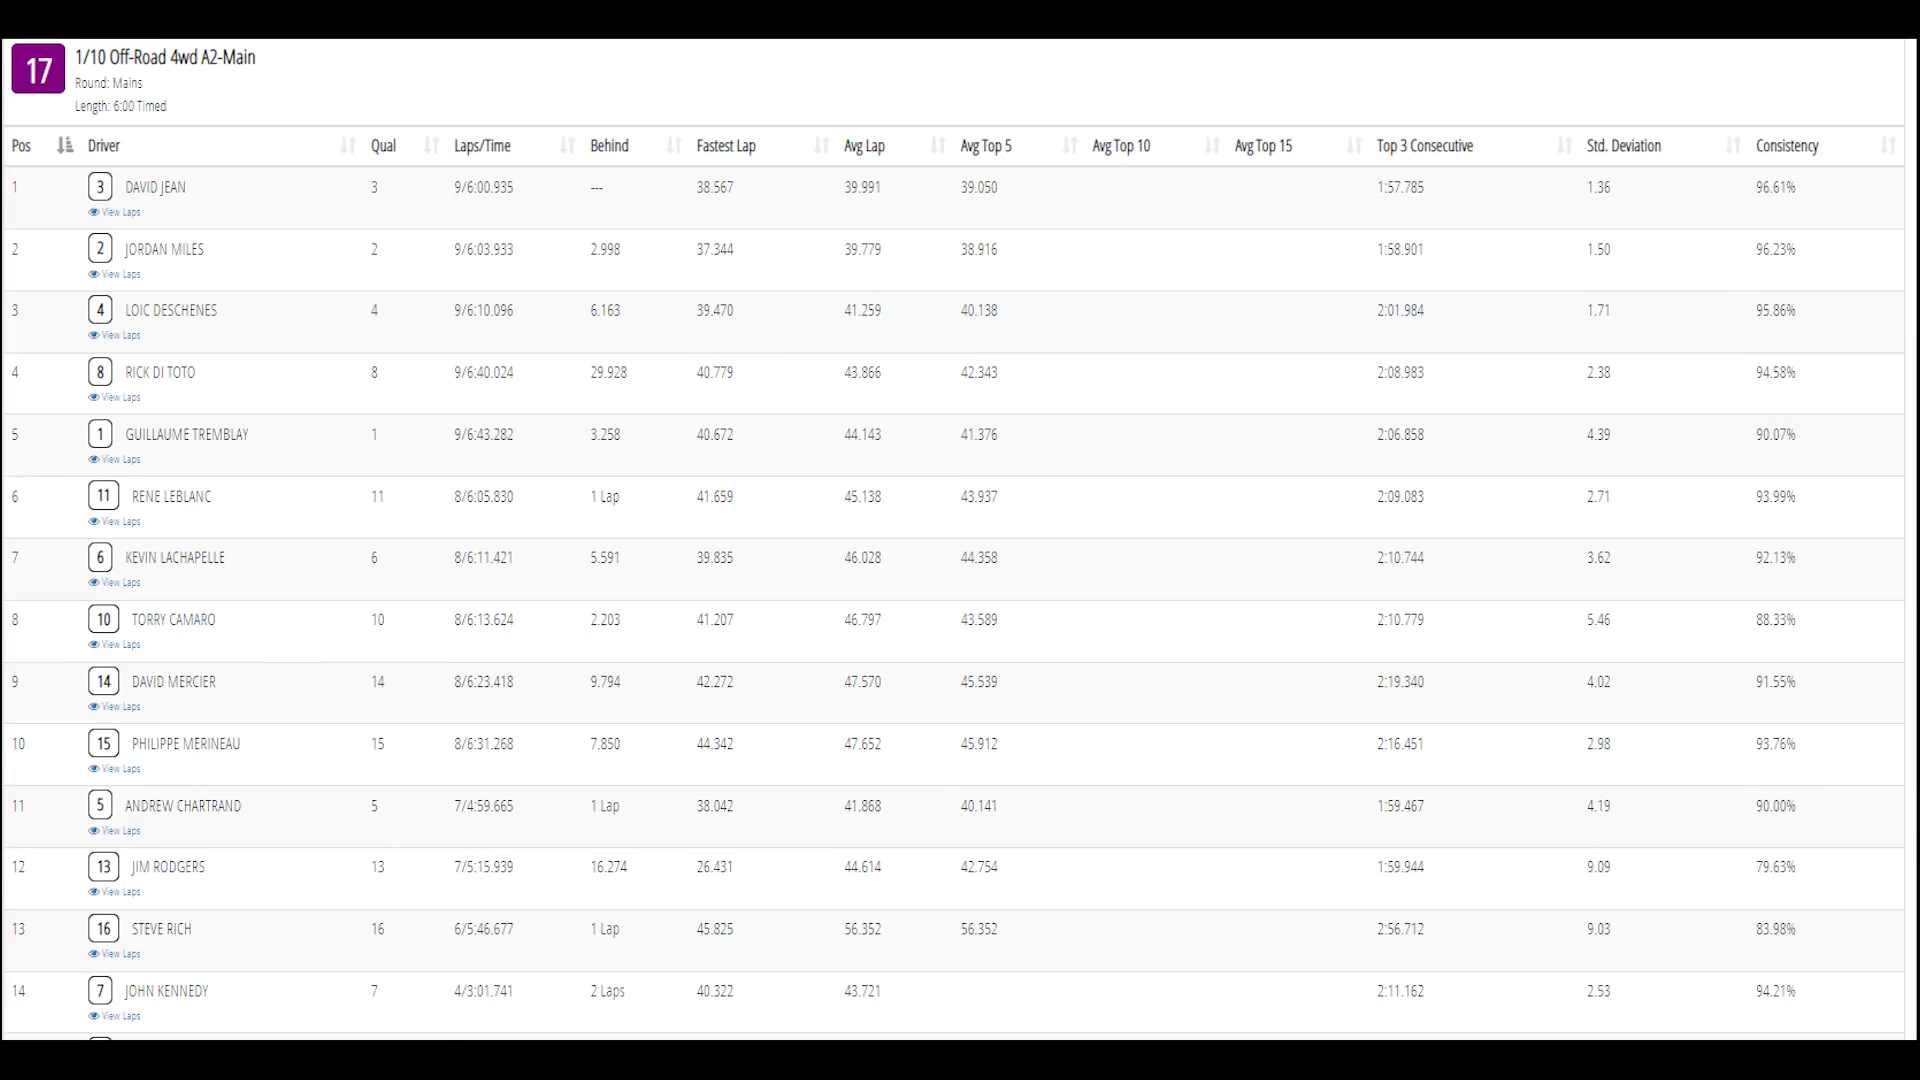 17
1/10 Off-Road 4wd A2-Main
Round: Mains
Length: 6:00 Timed
Pos Driver Qual Laps/Time Behind Fastest Lap Avg Lap Avg Top 5 Avg Top 10 Avg Top 15 Top 3 Consecutive Std. Deviation Consistency
1 3 DAVID JEAN 3 9/6:00.935 --- 38.567 39.991 39.050 1:57.785 1.36 96.61%
View Laps
2 2 JORDAN MILES 2 9/6:03.933 2.998 37.344 39.779 38.916 1:58.901 1.50 96.23%
View Laps
3 4 LOIC DESCHENES 4 9/6:10.096 6.163 39.470 41.259 40.138 2:01.984 1.71 95.86%
View Laps
4 8 RICK DI TOTO 8 9/6:40.024 29.928 40.779 43.866 42.343 2:08.983 2.38 94.58%
View Laps
5 1 GUILLAUME TREMBLAY 1 9/6:43.282 3.258 40.672 44.143 41.376 2:06.858 4.39 90.07%
View Laps
6 11 RENE LEBLANC 11 8/6:05.830 1 Lap 41.659 45.138 43.937 2:09.083 2.71 93.99%
View Laps
7 6 KEVIN LACHAPELLE 6 8/6:11.421 5.591 39.835 46.028 44.358 2:10.744 3.62 92.13%
View Laps
8 10 TORRY CAMARO 10 8/6:13.624 2.203 41.207 46.797 43.589 2:10.779 5.46 88.33%
View Laps
9 14 DAVID MERCIER 14 8/6:23.418 9.794 42.272 47.570 45.539 2:19.340 4.02 91.55%
View Laps
10 15 PHILIPPE MERINEAU 15 8/6:31.268 7.850 44.342 47.652 45.912 2:16.451 2.98 93.76%
View Laps
11 5 ANDREW CHARTRAND 5 7/4:59.665 1 Lap 38.042 41.868 40.141 1:59.467 4.19 90.00%
View Laps
12 13 JIM RODGERS 13 7/5:15.939 16.274 26.431 44.614 42.754 1:59.944 9.09 79.63%
View Laps
13 16 STEVE RICH 16 6/5:46.677 1 Lap 45.825 56.352 56.352 2:56.712 9.03 83.98%
View Laps
14 7 JOHN KENNEDY 7 4/3:01.741 2 Laps 40.322 43.721 2:11.162 2.53 94.21%
View Laps